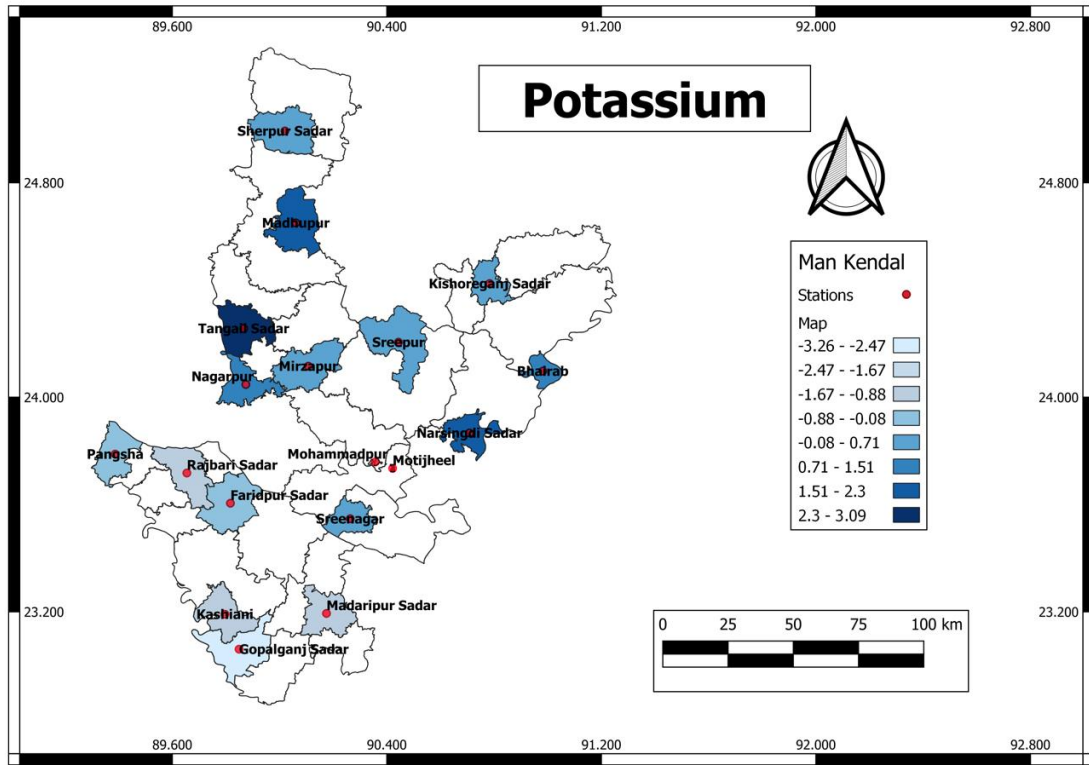 89.600 90.400 91.200 92.000 92.800
Potassium
Sherpur Sadar
24.800 24.800
Madhupur
Man Kendal
Kishoreganj Sadar
Stations
Map
Tangail Sadar
-3.26 - -2.47
Sreepur
-2.47 - -1.67
Mirzapur
Bhairab
-1.67 - -0.88
Nagarpur
-0.88 - -0.08
24.000 24.000
-0.08 - 0.71
Narsingdi Sadar
0.71 - 1.51
Pangsha
Mohammadpur
Motijheel
Rajbari Sadar
1.51 - 2.3
Faridpur Sadar
2.3 - 3.09
Sreenagar
Kashiani
Madaripur Sadar
23.200 23.200
0 25 50 75 100 km
Gopalganj Sadar
89.600 90.400 91.200 92.000 92.800